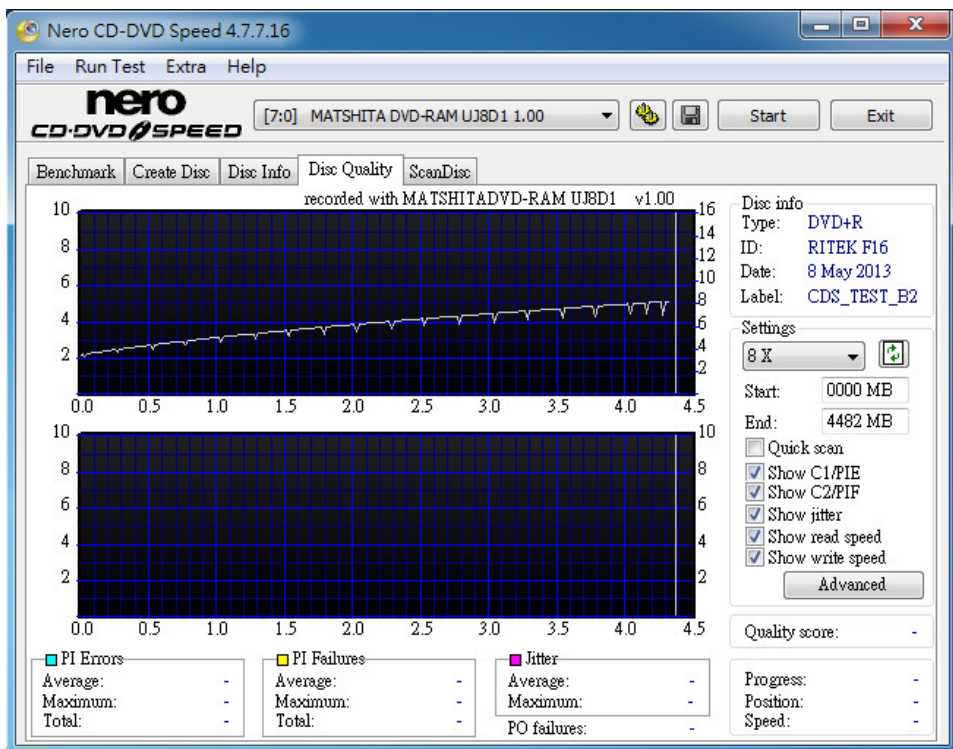 Nero CD-DVD Speed 4.7.7.16
File Run Test Extra Help
nero
CD·DVD SPEED
[7:0] MATSHITA DVD-RAM UJ8D1 1.00
Start
Exit
Benchmark Create Disc Disc Info Disc Quality ScanDisc
recorded with MATSHITADVD-RAM UJ8D1 v1.00
10
8
6
4
2
16
14
12
10
8
6
4
2
0.0 0.5 1.0 1.5 2.0 2.5 3.0 3.5 4.0 4.5
10
8
6
4
2
10
8
6
4
2
0.0 0.5 1.0 1.5 2.0 2.5 3.0 3.5 4.0 4.5
PI Errors
Average: -
Maximum: -
Total: -
PI Failures
Average: -
Maximum: -
Total: -
Jitter
Average: -
Maximum: -
PO failures: -
Disc info
Type: DVD+R
ID: RITEK F16
Date: 8 May 2013
Label: CDS_TEST_B2
Settings
8 X
Start: 0000 MB
End: 4482 MB
Quick scan
Show C1/PIE
Show C2/PIF
Show jitter
Show read speed
Show write speed
Advanced
Quality score: -
Progress: -
Position: -
Speed: -